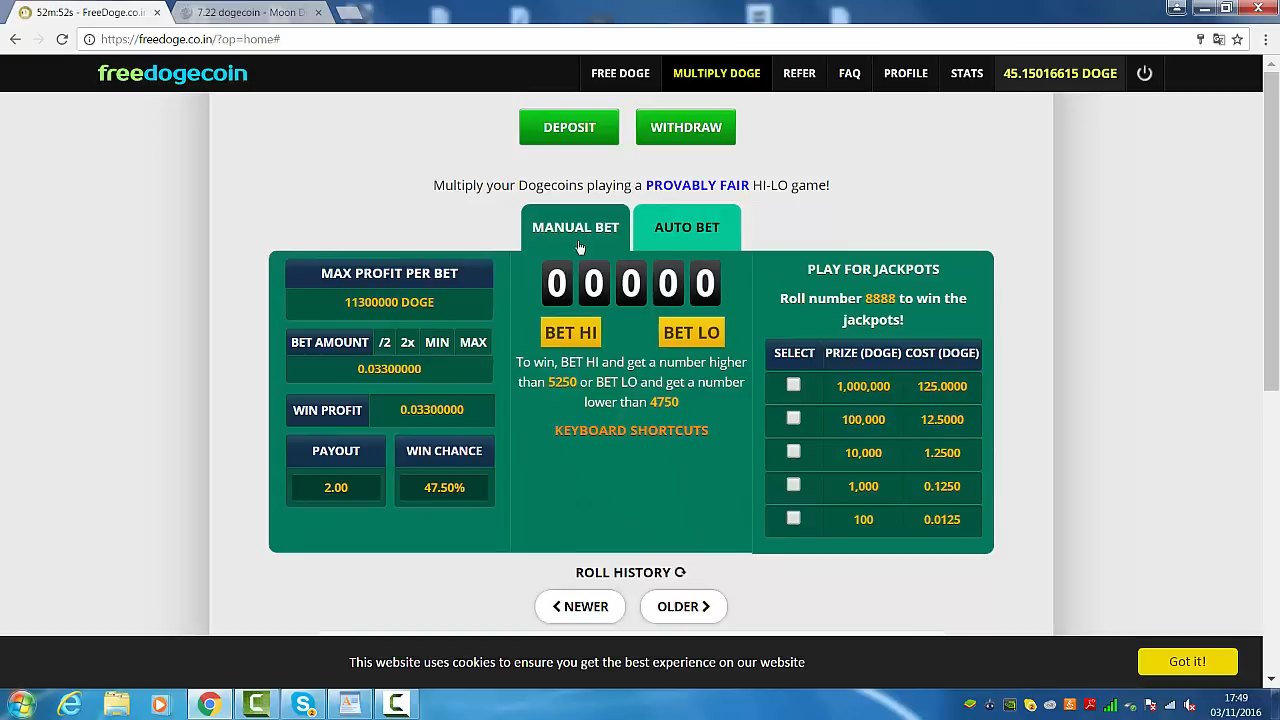 52m:52s - FreeDoge.co.i
7.22 dogecoin - Moon D
https://freedoge.co.in/?op=home#
freedogecoin
FREE DOGE
MULTIPLY DOGE
REFER
FAQ
PROFILE
STATS
45.15016615 DOGE
DEPOSIT
WITHDRAW
Multiply your Dogecoins playing a PROVABLY FAIR HI-LO game!
MANUAL BET
AUTO BET
MAX PROFIT PER BET
11300000 DOGE
BET AMOUNT /2 2x MIN MAX
0.03300000
WIN PROFIT 0.03300000
PAYOUT WIN CHANCE
2.00 47.50%
0 0 0 0 0
BET HI BET LO
To win, BET HI and get a number higher
than 5250 or BET LO and get a number
lower than 4750
KEYBOARD SHORTCUTS
PLAY FOR JACKPOTS
Roll number 8888 to win the
jackpots!
SELECT PRIZE (DOGE) COST (DOGE)
1,000,000 125.0000
100,000 12.5000
10,000 1.2500
1,000 0.1250
100 0.0125
ROLL HISTORY
NEWER OLDER
This website uses cookies to ensure you get the best experience on our website
Got it!
17:49
03/11/2016